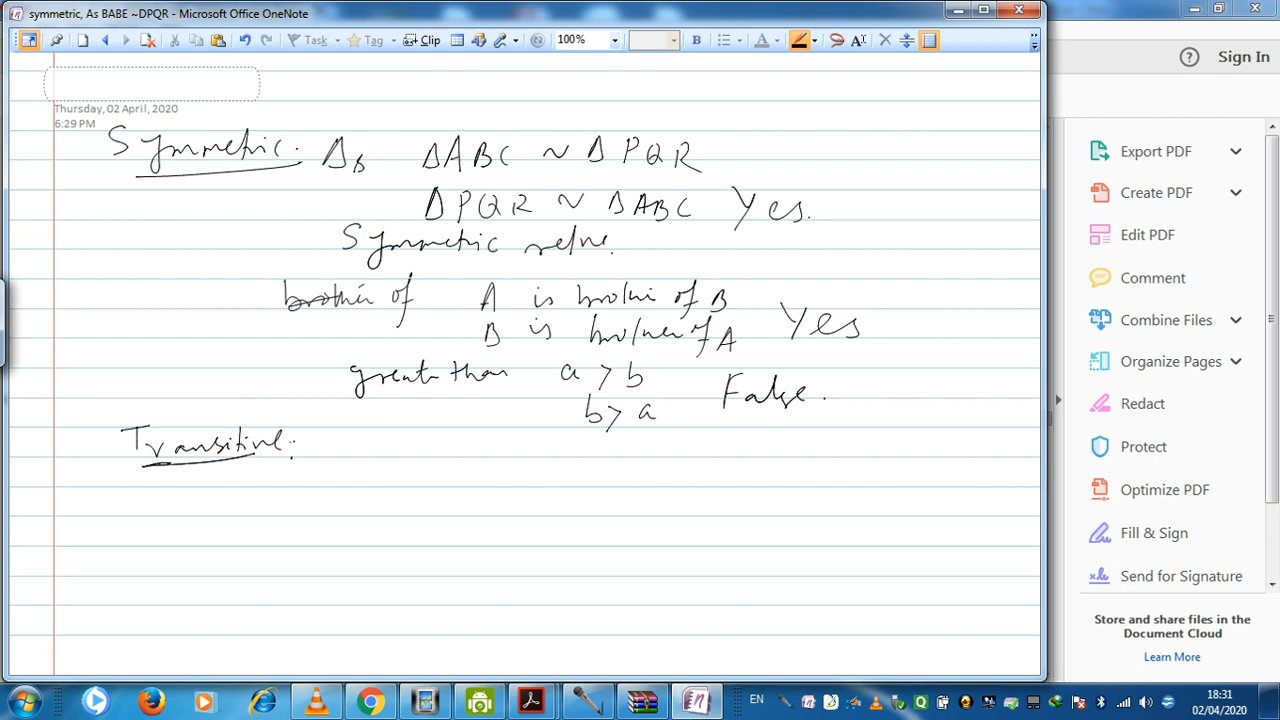 symmetric, As BABE ~DPQR - Microsoft Office OneNote
Sign In
Task Tag Clip 100% B
Thursday, 02 April, 2020
6:29 PM
Symmetric. Δs ΔABC ~ Δ PQR
ΔPQR ~ ΔABC Yes.
Symmetric
brother of A is brother of B
B is brother of A Yes
greater than a > b
b > a False.
Transitive:
Export PDF
Create PDF
Edit PDF
Comment
Combine Files
Organize Pages
Redact
Protect
Optimize PDF
Fill & Sign
Send for Signature
Store and share files in the
Document Cloud
Learn More
EN
18:31
02/04/2020